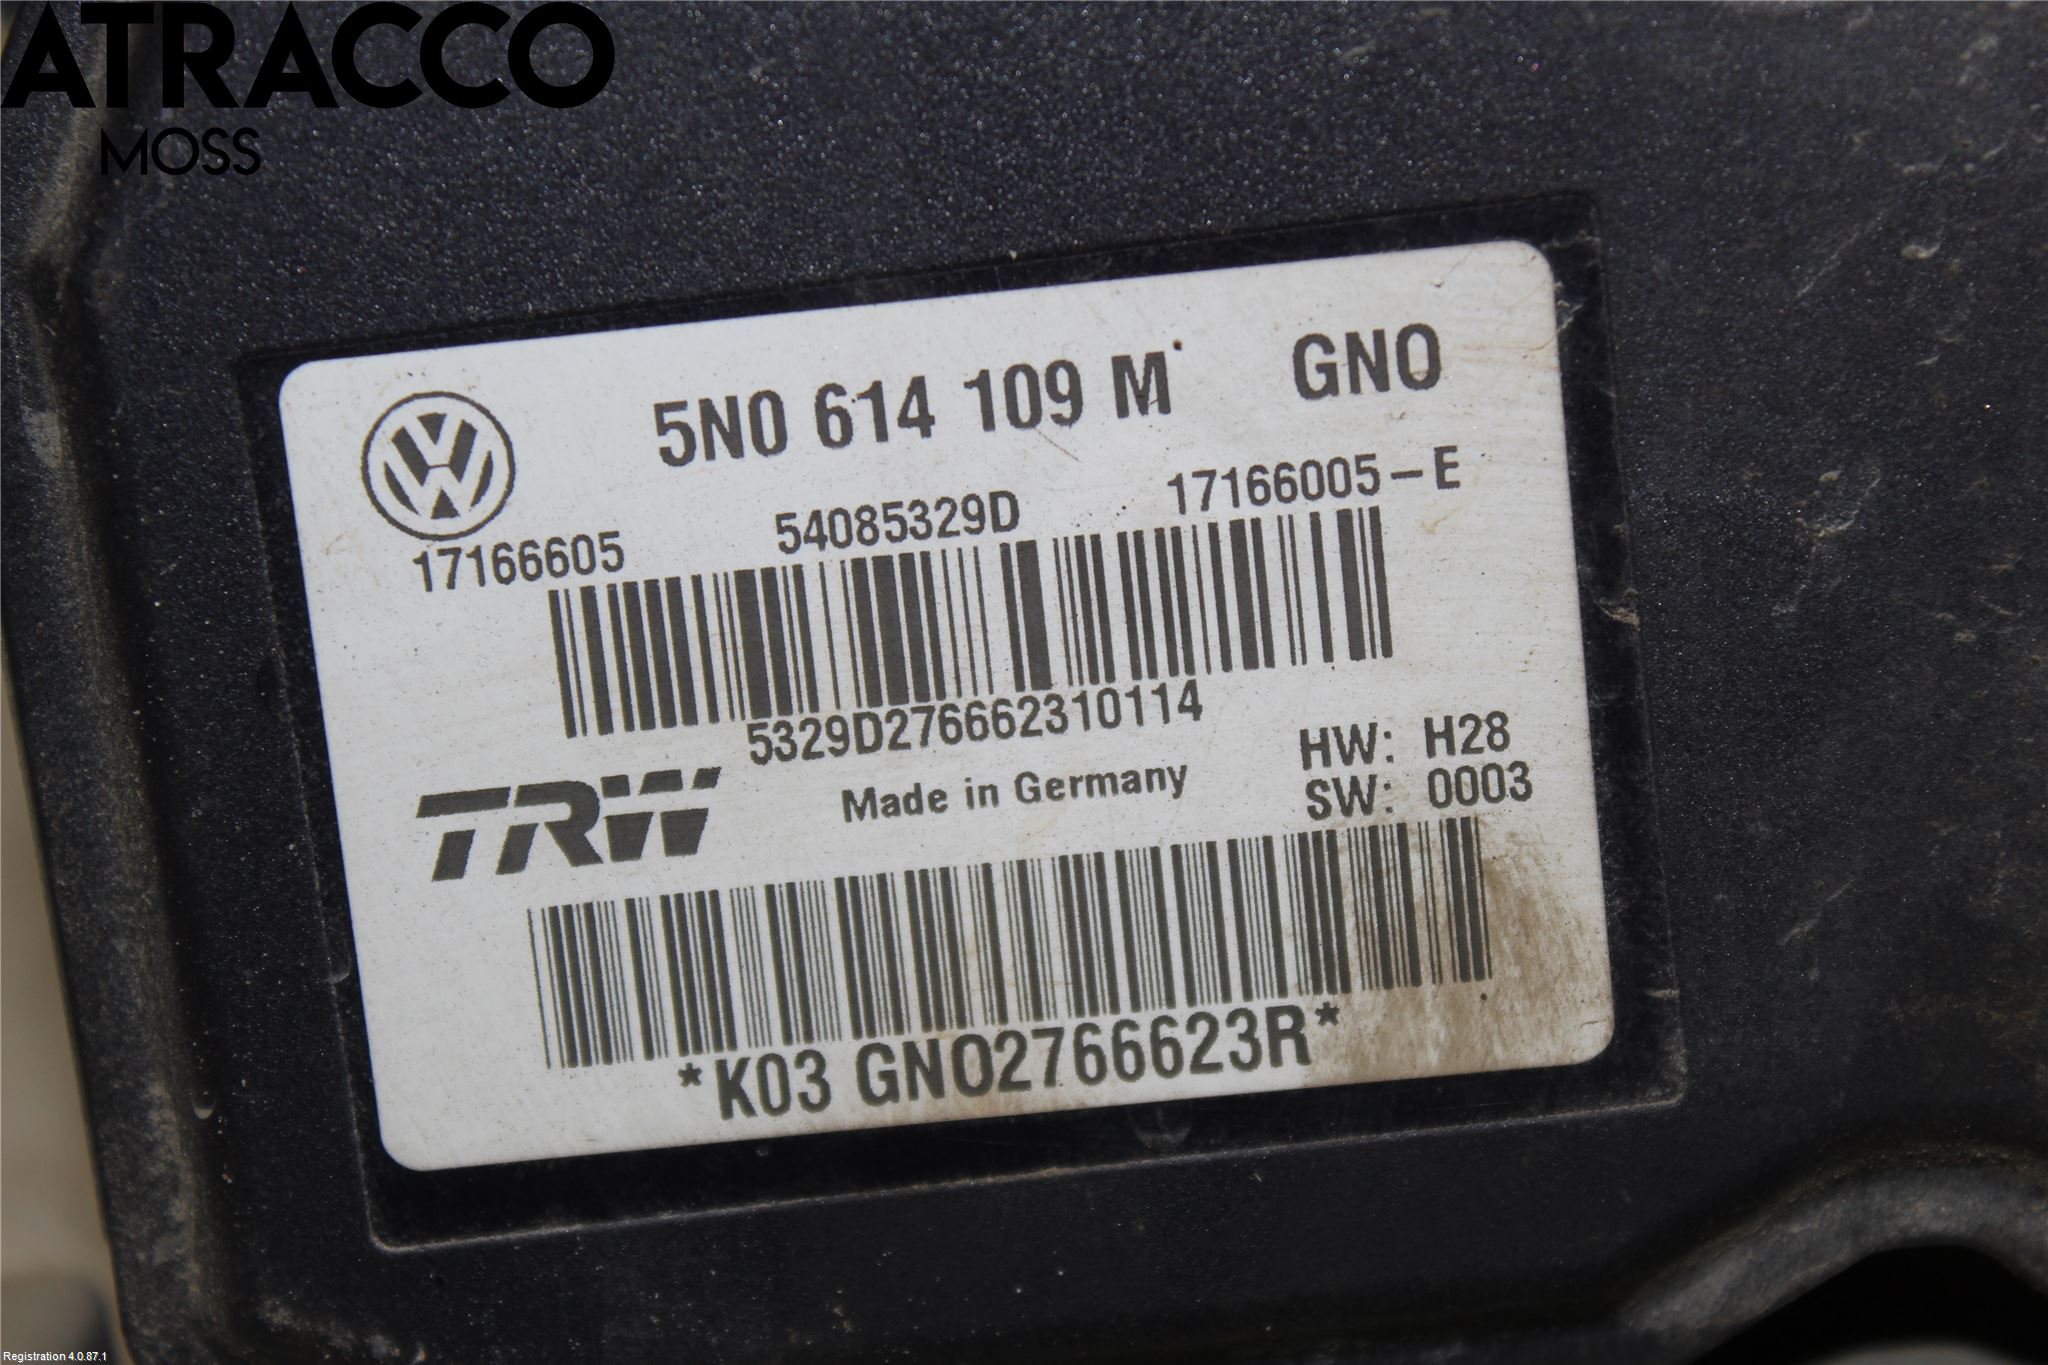 ATRACCO
MOSS
5N0 614 109 M GNO
17166605 54085329D 17166005-E
5329D276662310114
HW: H28
TRW Made in Germany SW: 0003
*K03 GNO2766623R*
Registration 4.0.87.1